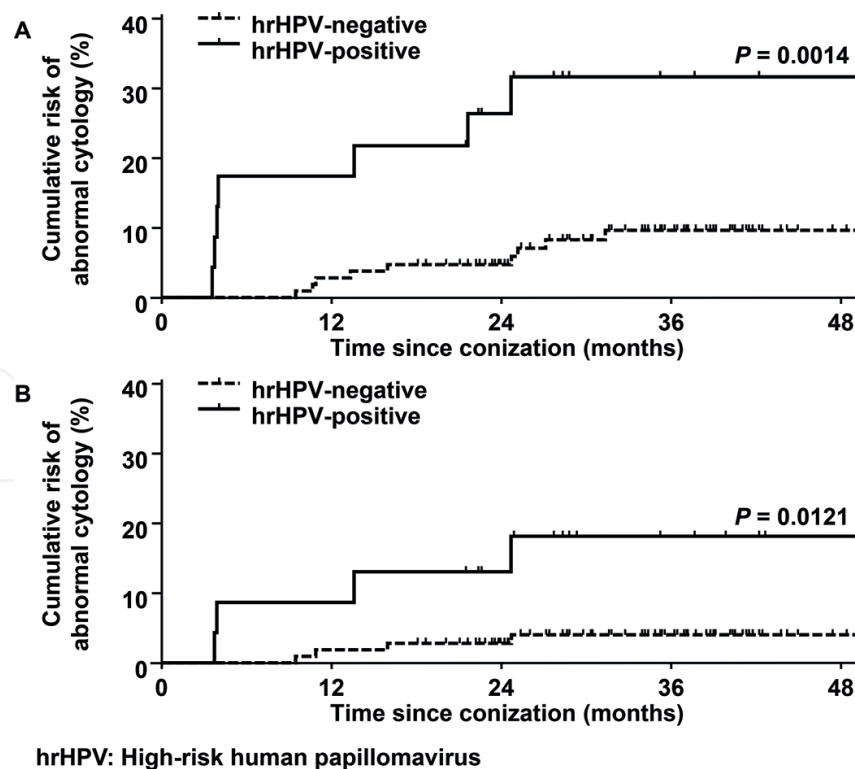 A
Cumulative risk of
abnormal cytology (%)
40
30
20
10
0
hrHPV-negative
hrHPV-positive
P = 0.0014
0 12 24 36 48
Time since conization (months)
B
Cumulative risk of
abnormal cytology (%)
40
30
20
10
0
hrHPV-negative
hrHPV-positive
P = 0.0121
0 12 24 36 48
Time since conization (months)
hrHPV: High-risk human papillomavirus